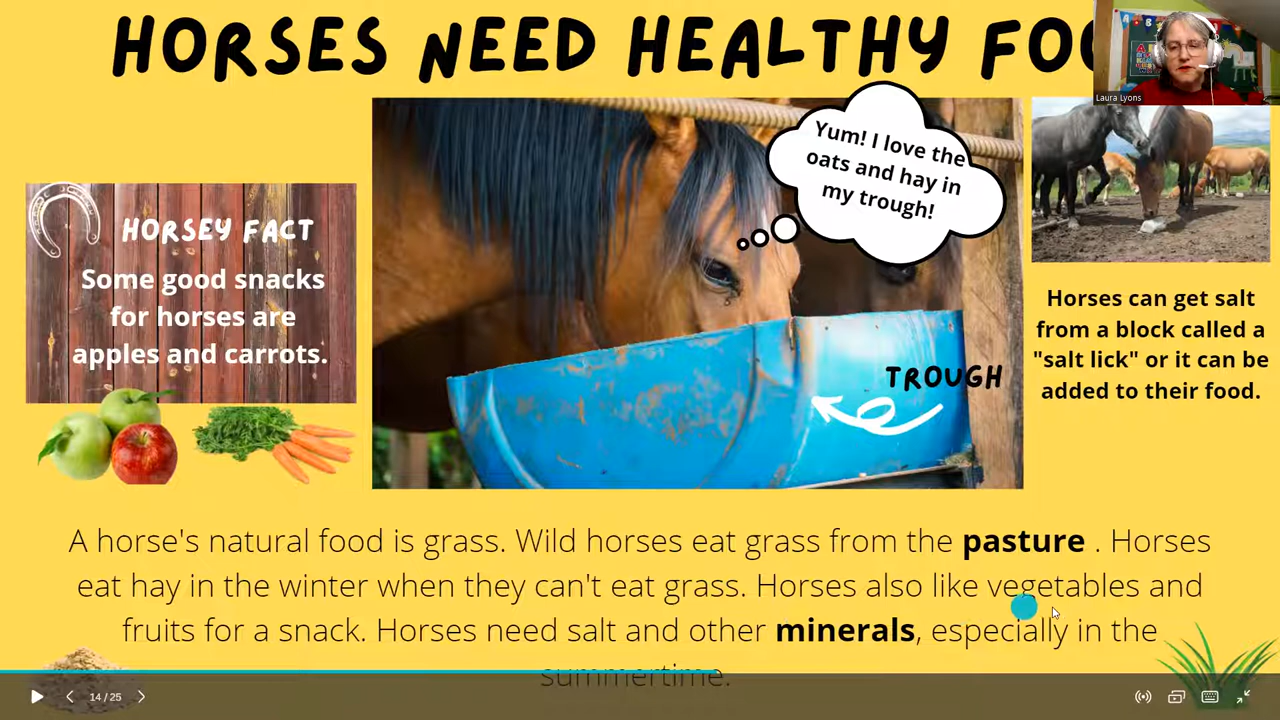 HORSES NEED HEALTHY FOO
Laura Lyons
Yum! I love the
oats and hay in
my trough!
HORSEY FACT
Some good snacks
for horses are
apples and carrots.
TROUGH
Horses can get salt
from a block called a
"salt lick" or it can be
added to their food.
A horse's natural food is grass. Wild horses eat grass from the pasture . Horses
eat hay in the winter when they can't eat grass. Horses also like vegetables and
fruits for a snack. Horses need salt and other minerals, especially in the
summertime.
14 / 25